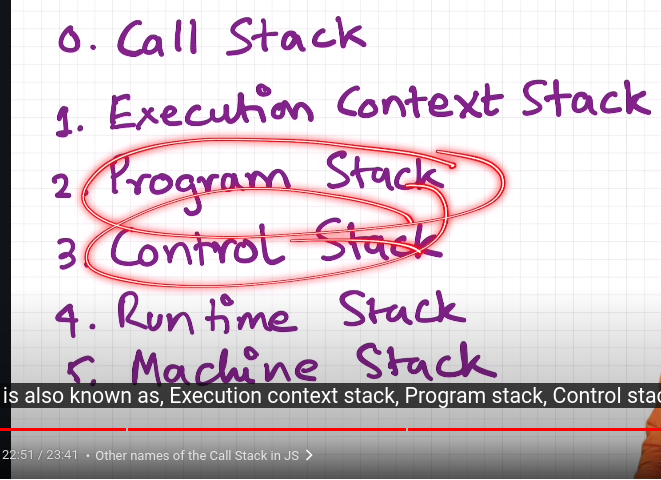 0. Call Stack
1. Execution Context Stack
2 Program Stack
3 Control Stack
4. Runtime Stack
5. Machine Stack
is also known as, Execution context stack, Program stack, Control stac
22:51 / 23:41 • Other names of the Call Stack in JS >